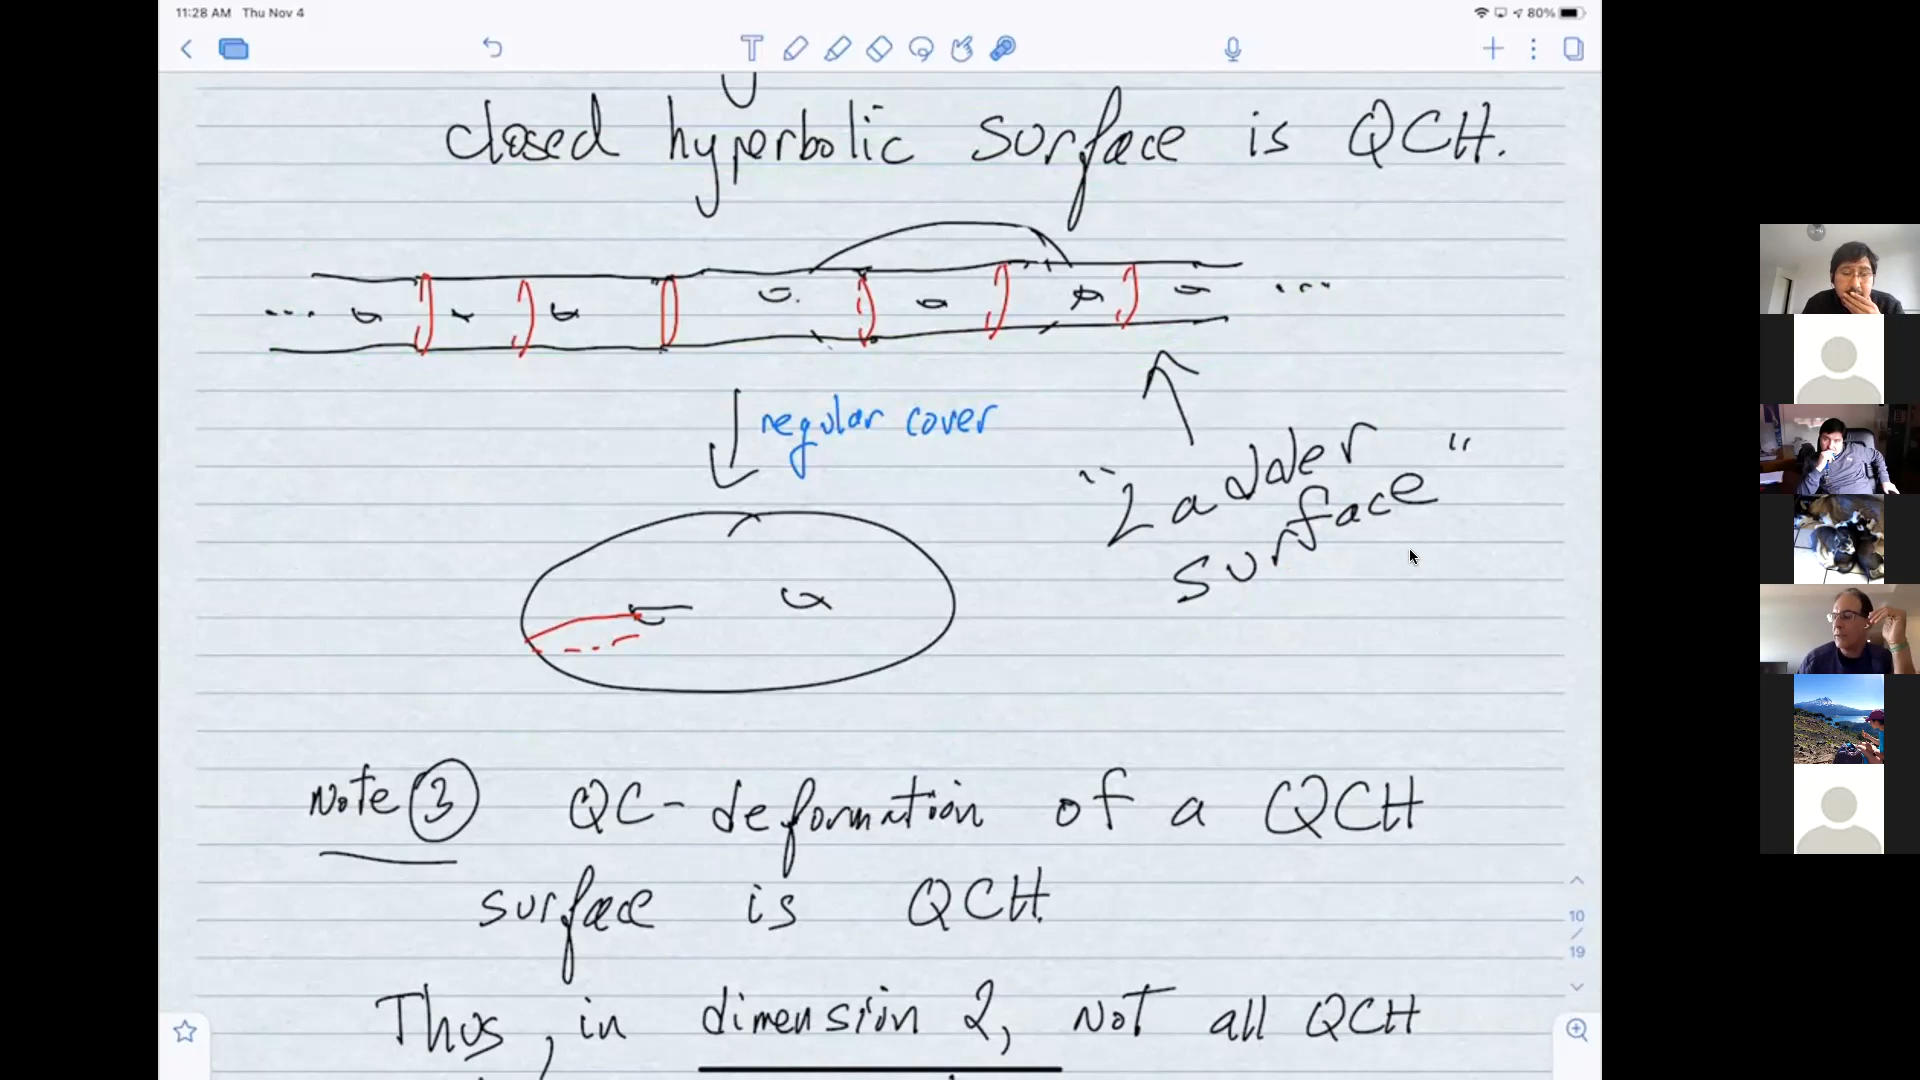 11:28 AM Thu Nov 4
80%
T
closed hyperbolic surface is QCH.
regular cover
"Ladder
surface"
Note 3 QC-deformation of a QCH
surface is QCH.
10
/
19
Thus, in dimension 2, not all QCH